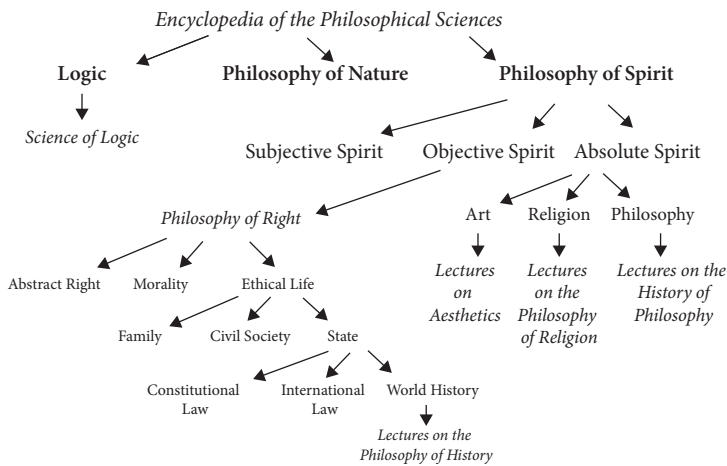 Encyclopedia of the Philosophical Sciences
Logic
Philosophy of Nature
Philosophy of Spirit
Science of Logic
Subjective Spirit
Objective Spirit
Absolute Spirit
Philosophy of Right
Art
Religion
Philosophy
Abstract Right
Morality
Ethical Life
Lectures
on
Aesthetics
Lectures
on the
Philosophy
of Religion
Lectures on the
History of
Philosophy
Family
Civil Society
State
Constitutional
Law
International
Law
World History
Lectures on the
Philosophy of History